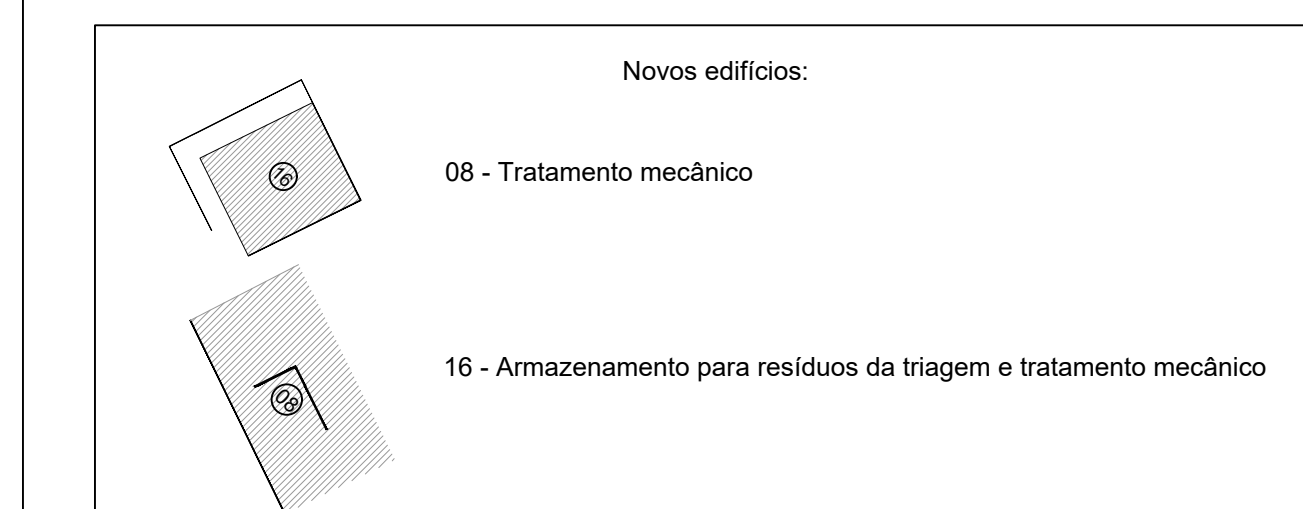 Novos edifícios:
16
08 - Tratamento mecânico
08
16 - Armazenamento para resíduos da triagem e tratamento mecânico